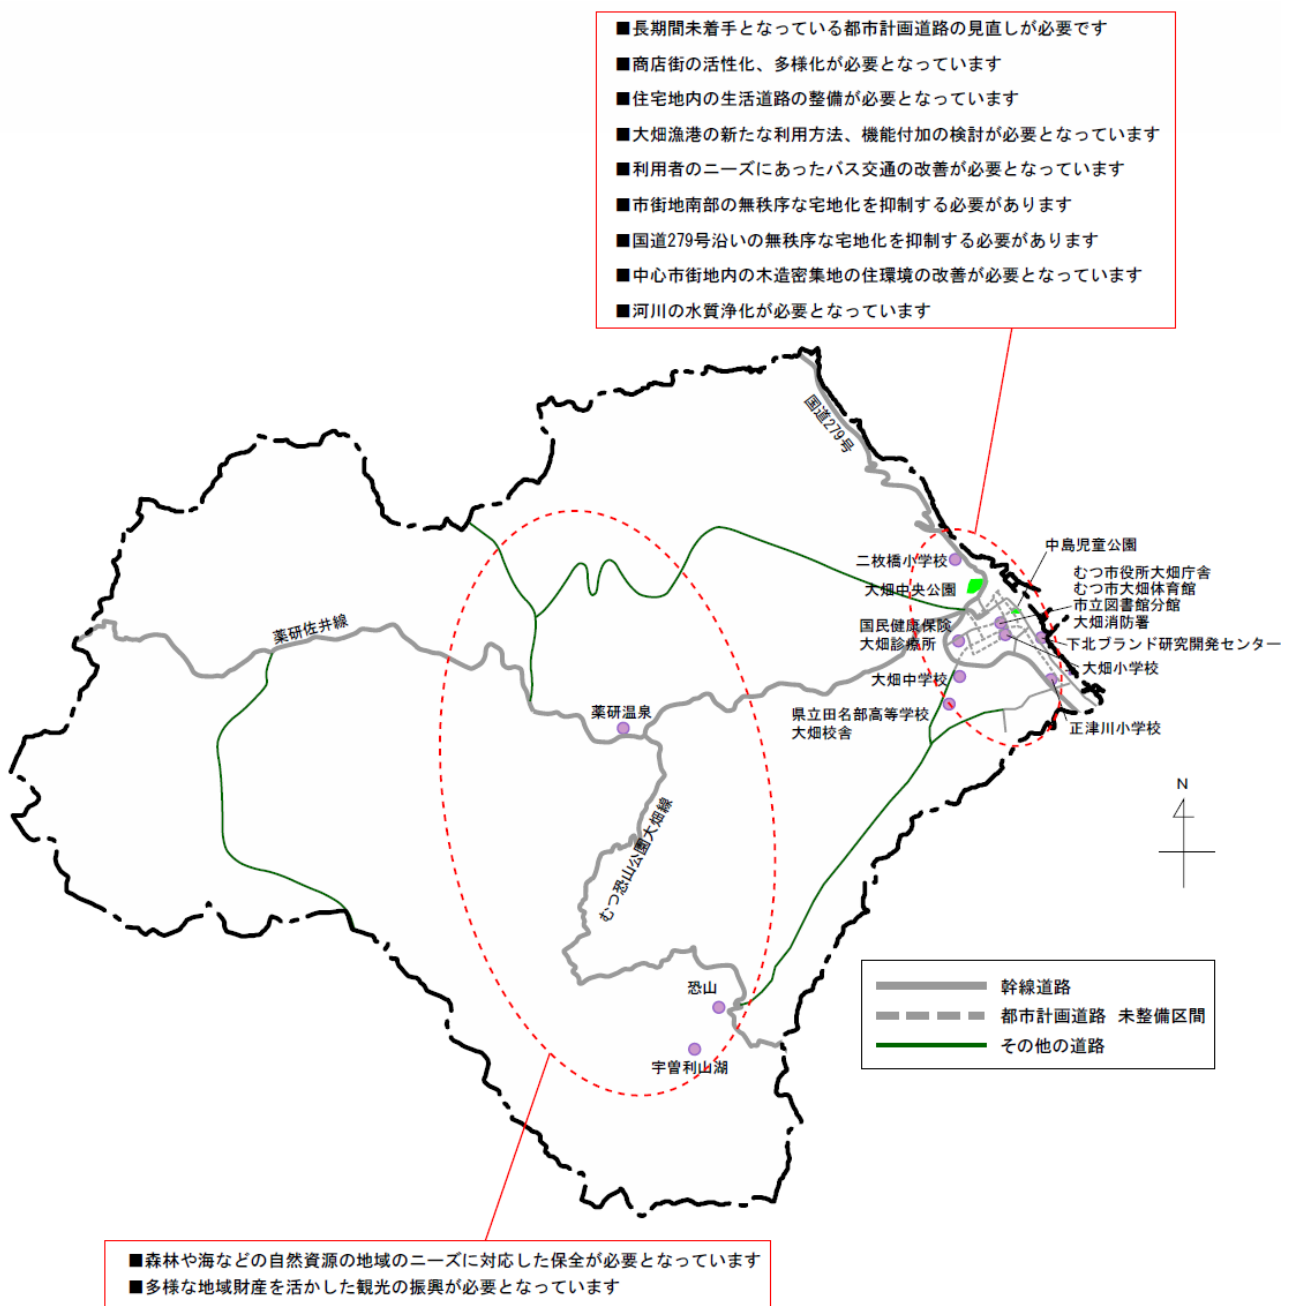 ■長期間未着手となっている都市計画道路の見直しが必要です
■商店街の活性化、多様化が必要となっています
■住宅地内の生活道路の整備が必要となっています
■大畑漁港の新たな利用方法、機能付加の検討が必要となっています
■利用者のニーズにあったバス交通の改善が必要となっています
■市街地南部の無秩序な宅地化を抑制する必要があります
■国道279号沿いの無秩序な宅地化を抑制する必要があります
■中心市街地内の木造密集地の住環境の改善が必要となっています
■河川の水質浄化が必要となっています
国道279号
中島児童公園
二枚橋小学校
むつ市役所大畑庁舎
むつ市大畑体育館
大畑中央公園
市立図書館分館
大畑消防署
国民健康保険
大畑診療所
下北ブランド研究開発センター
大畑小学校
大畑中学校
薬研佐井線
薬研温泉
県立田名部高等学校
大畑校舎
正津川小学校
N
むつ恐山公園大畑線
恐山
宇曽利山湖
幹線道路
都市計画道路 未整備区間
その他の道路
■森林や海などの自然資源の地域のニーズに対応した保全が必要となっています
■多様な地域財産を活かした観光の振興が必要となっています